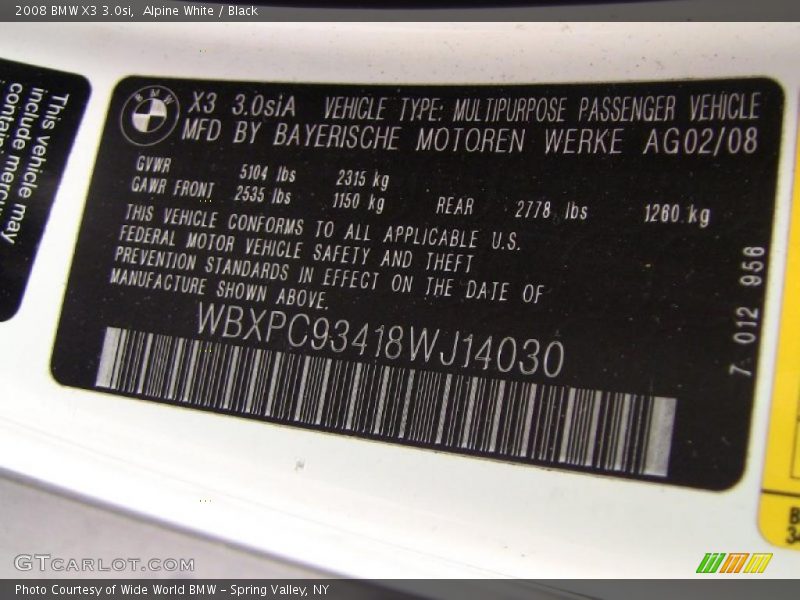 2008 BMW X3 3.0si,  Alpine White / Black
This vehicle may
include mercu
contain
BMW
X3 3.0siA VEHICLE TYPE: MULTIPURPOSE PASSENGER VEHICLE
MFD BY BAYERISCHE MOTOREN WERKE AG 02/08
GVWR 5104 lbs 2315 kg
GAWR FRONT 2535 lbs 1150 kg REAR 2778 lbs 1260 kg
THIS VEHICLE CONFORMS TO ALL APPLICABLE U.S.
FEDERAL MOTOR VEHICLE SAFETY AND THEFT
PREVENTION STANDARDS IN EFFECT ON THE DATE OF
MANUFACTURE SHOWN ABOVE.
WBXPC93418WJ14030
7 012 956
GTCARLOT.COM
Photo Courtesy of Wide World BMW – Spring Valley, NY